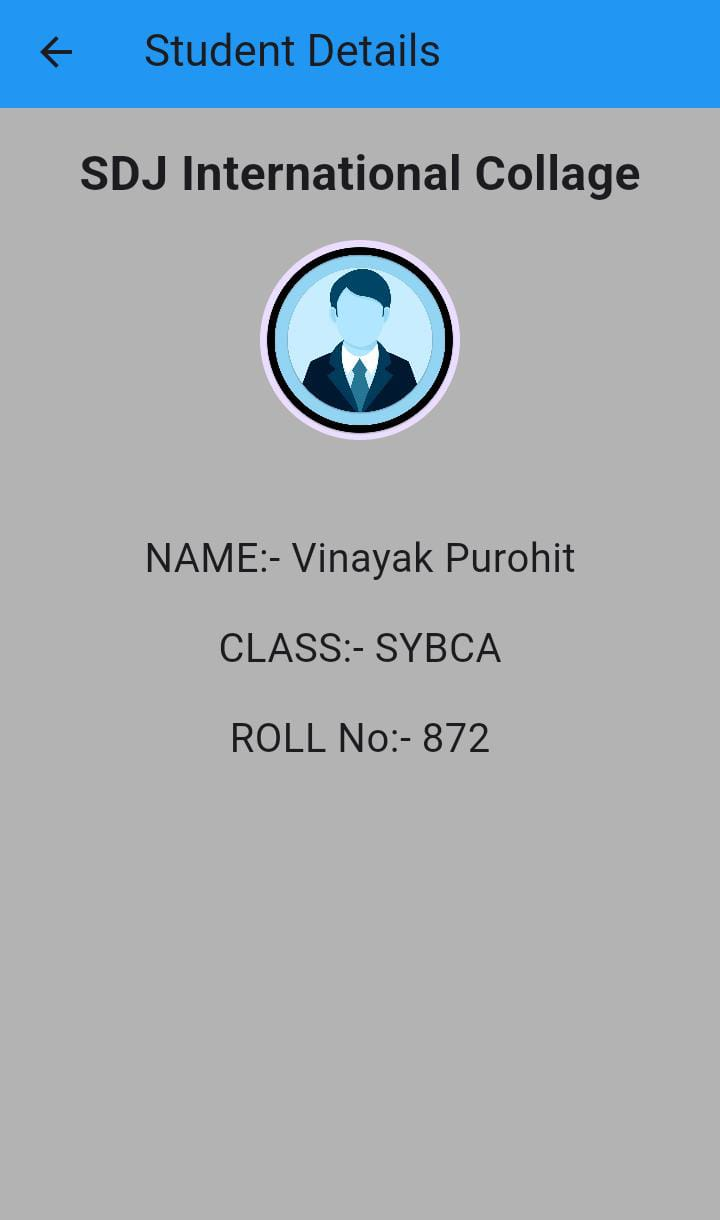 Student Details
SDJ International Collage
NAME:- Vinayak Purohit
CLASS:- SYBCA
ROLL No:- 872